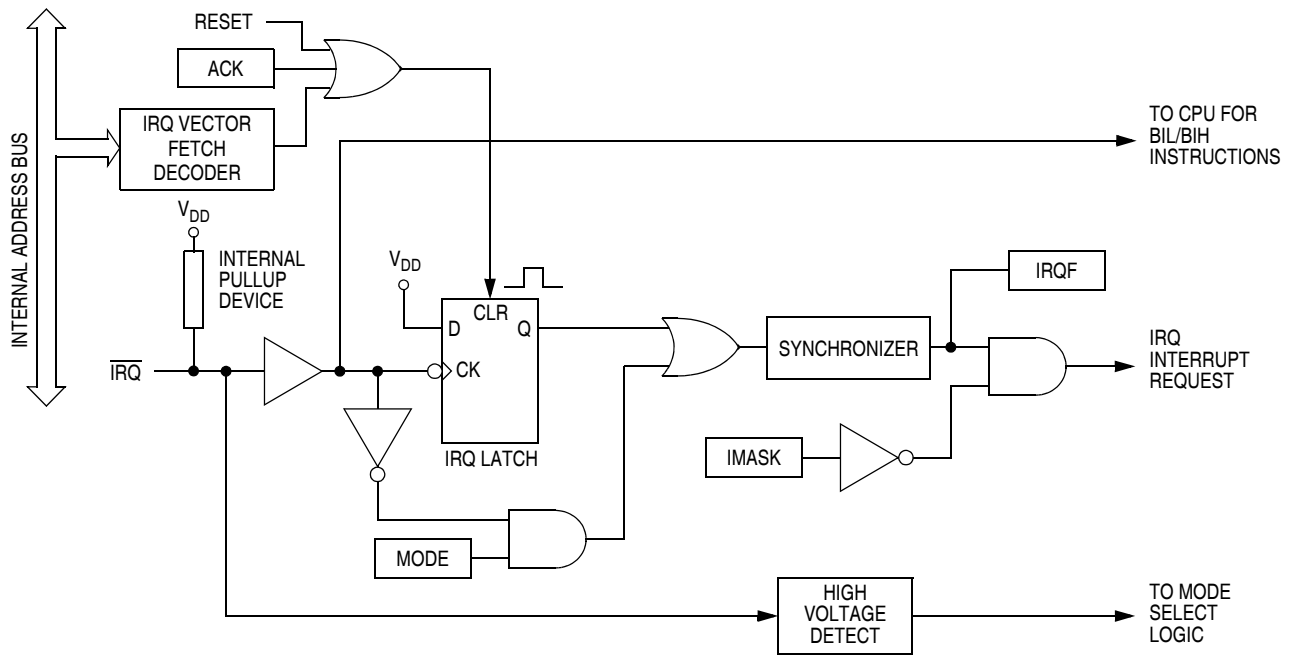 RESET
ACK
IRQ VECTOR
FETCH
DECODER
INTERNAL ADDRESS BUS
TO CPU FOR
BIL/BIH
INSTRUCTIONS
VDD
INTERNAL
PULLUP
DEVICE
VDD
IRQF
CLR
D
Q
CK
IRQ LATCH
SYNCHRONIZER
IRQ
INTERRUPT
REQUEST
IRQ
IMASK
MODE
HIGH
VOLTAGE
DETECT
TO MODE
SELECT
LOGIC